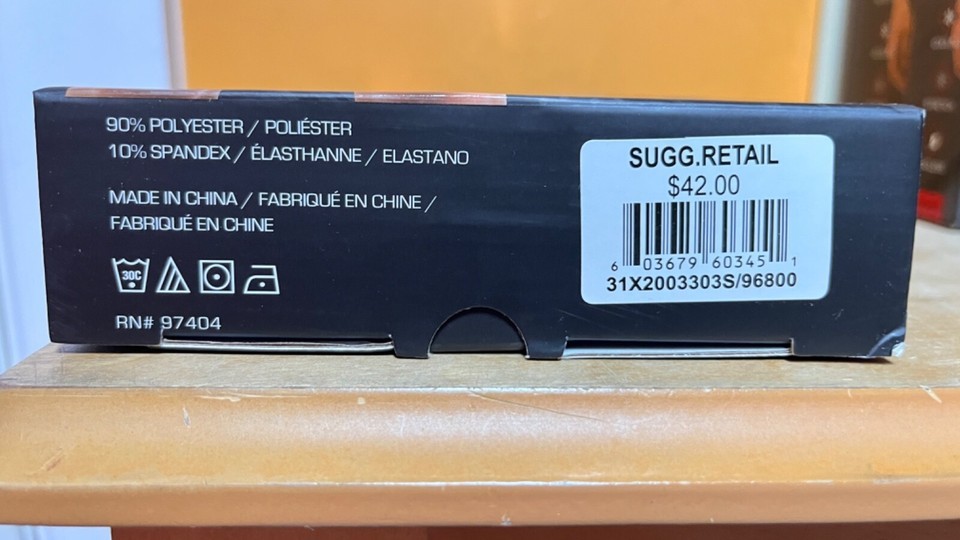 90% POLYESTER / POLIÉSTER
10% SPANDEX / ÉLASTHANNE / ELASTANO
MADE IN CHINA / FABRIQUÉ EN CHINE /
FABRIQUÉ EN CHINE
30C
RN# 97404
SUGG.RETAIL
$42.00
6 03679 60345 1
31X2003303S/96800